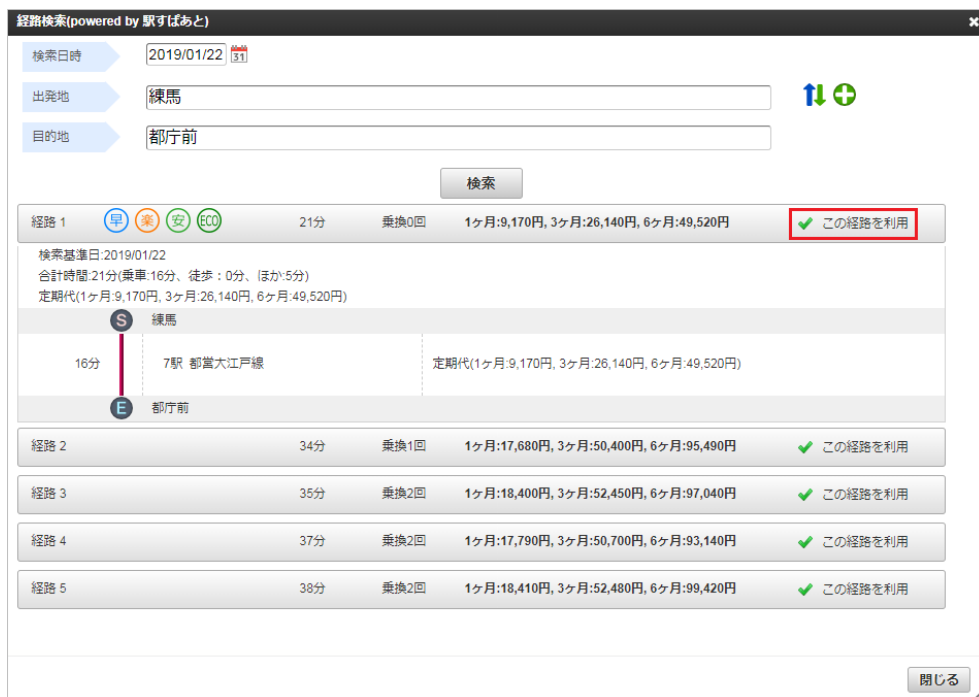 経路検索(powered by 駅すぱあと)
検索日時 2019/01/22 31
出発地 練馬
目的地 都庁前
検索
経路 1 早 楽 安 ECO 21分 乗換0回 1ヶ月:9,170円, 3ヶ月:26,140円, 6ヶ月:49,520円 この経路を利用
検索基準日:2019/01/22
合計時間:21分(乗車:16分、徒歩：0分、ほか:5分)
定期代(1ヶ月:9,170円, 3ヶ月:26,140円, 6ヶ月:49,520円)
S 練馬
16分 7駅 都営大江戸線 定期代(1ヶ月:9,170円, 3ヶ月:26,140円, 6ヶ月:49,520円)
E 都庁前
経路 2 34分 乗換1回 1ヶ月:17,680円, 3ヶ月:50,400円, 6ヶ月:95,490円 この経路を利用
経路 3 35分 乗換2回 1ヶ月:18,400円, 3ヶ月:52,450円, 6ヶ月:97,040円 この経路を利用
経路 4 37分 乗換2回 1ヶ月:17,790円, 3ヶ月:50,700円, 6ヶ月:93,140円 この経路を利用
経路 5 38分 乗換2回 1ヶ月:18,410円, 3ヶ月:52,480円, 6ヶ月:99,420円 この経路を利用
閉じる